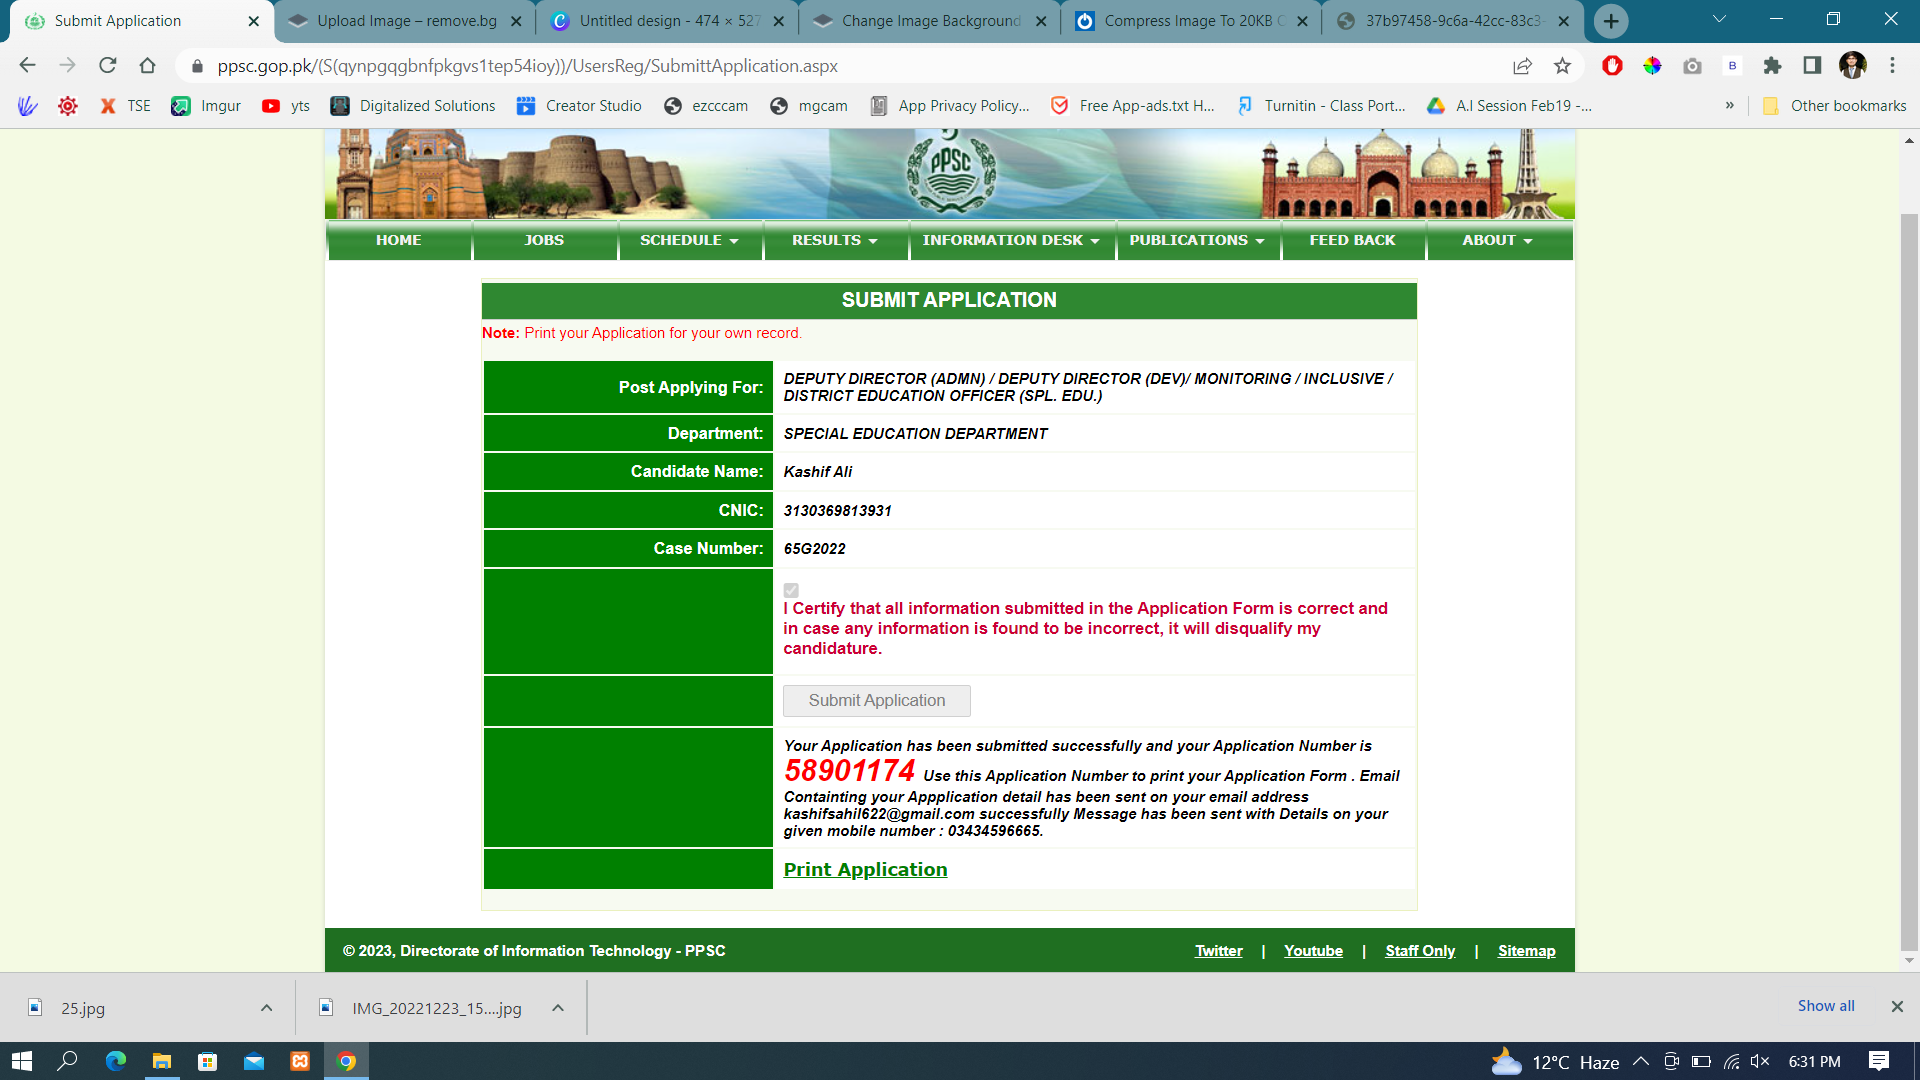 Submit Application
Upload Image – remove.bg
Untitled design - 474 × 527
Change Image Background
Compress Image To 20KB
37b97458-9c6a-42cc-83c3-
ppsc.gop.pk/(S(qynpgqgbnfpkgvs1tep54ioy))/UsersReg/SubmittApplication.aspx
TSE
Imgur
yts
Digitalized Solutions
Creator Studio
ezcccam
mgcam
App Privacy Policy...
Free App-ads.txt H...
Turnitin - Class Port...
A.I Session Feb19 -...
»
Other bookmarks
PPSC
HOME
JOBS
SCHEDULE
RESULTS
INFORMATION DESK
PUBLICATIONS
FEED BACK
ABOUT
SUBMIT APPLICATION
Note: Print your Application for your own record.
Post Applying For:
DEPUTY DIRECTOR (ADMN) / DEPUTY DIRECTOR (DEV)/ MONITORING / INCLUSIVE /
DISTRICT EDUCATION OFFICER (SPL. EDU.)
Department:
SPECIAL EDUCATION DEPARTMENT
Candidate Name:
Kashif Ali
CNIC:
3130369813931
Case Number:
65G2022
I Certify that all information submitted in the Application Form is correct and
in case any information is found to be incorrect, it will disqualify my
candidature.
Submit Application
Your Application has been submitted successfully and your Application Number is
58901174 Use this Application Number to print your Application Form . Email
Containting your Appplication detail has been sent on your email address
kashifsahil622@gmail.com successfully Message has been sent with Details on your
given mobile number : 03434596665.
Print Application
© 2023, Directorate of Information Technology - PPSC
Twitter | Youtube | Staff Only | Sitemap
25.jpg
IMG_20221223_15....jpg
Show all
12°C Haze
6:31 PM